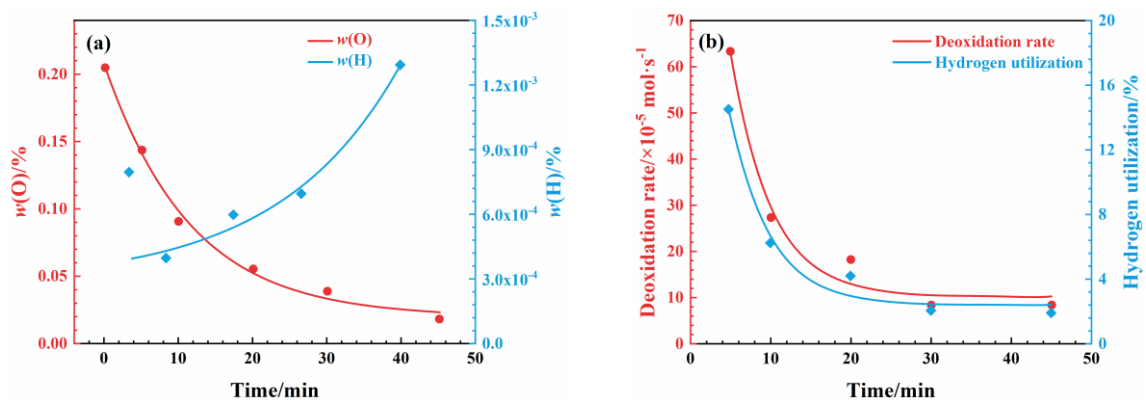 (a)
w(O)
w(H)
w(O)/%
0.20
0.15
0.10
0.05
0.00
1.5x10⁻³
1.2x10⁻³
9.0x10⁻⁴
6.0x10⁻⁴
3.0x10⁻⁴
0.0
w(H)/%
0 10 20 30 40 50
Time/min
(b)
Deoxidation rate
Hydrogen utilization
Deoxidation rate/×10⁻⁵ mol·s⁻¹
70
60
50
40
30
20
10
0
20
16
12
8
4
0
Hydrogen utilization/%
0 10 20 30 40 50
Time/min